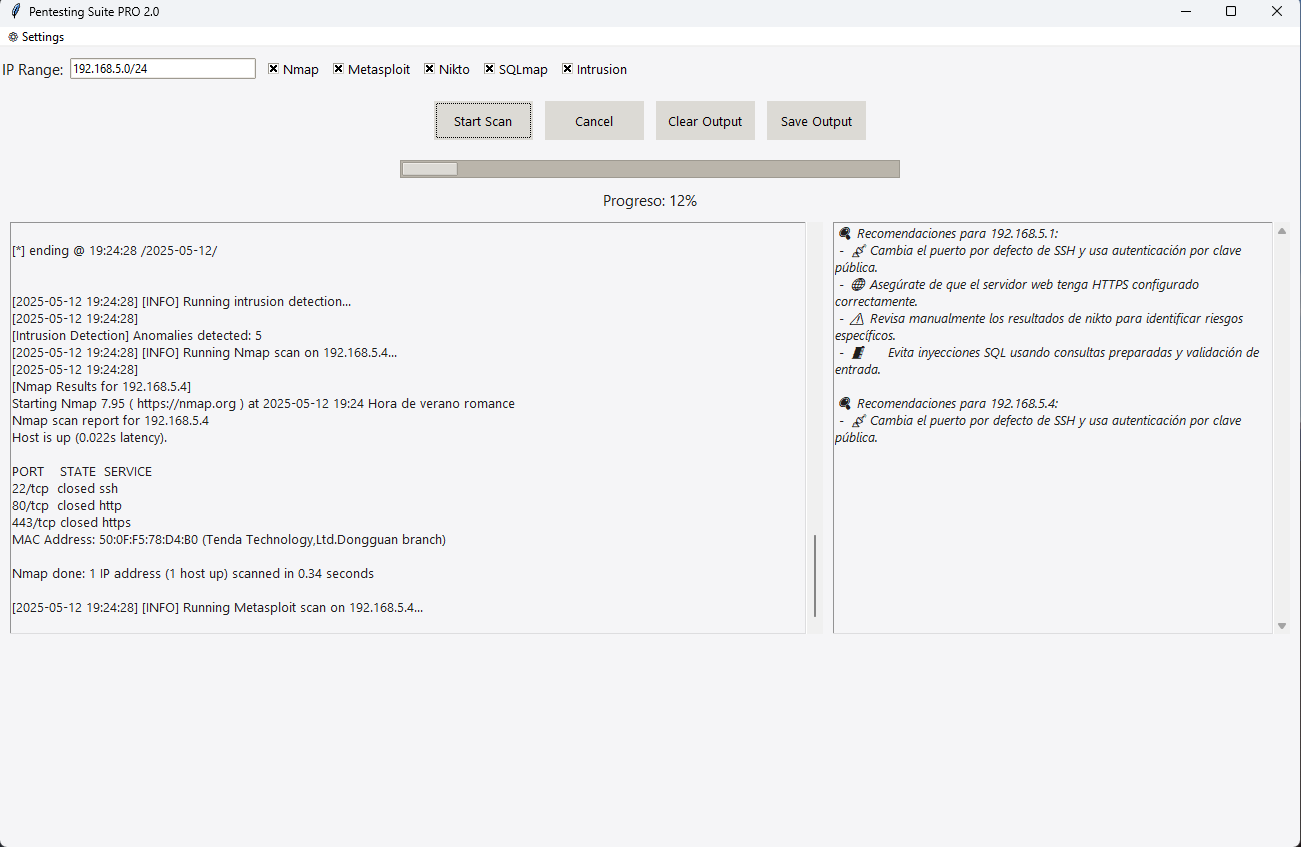 Pentesting Suite PRO 2.0
Settings
IP Range: 192.168.5.0/24 Nmap Metasploit Nikto SQLmap Intrusion
Start Scan Cancel Clear Output Save Output
Progreso: 12%
[*] ending @ 19:24:28 /2025-05-12/
[2025-05-12 19:24:28] [INFO] Running intrusion detection...
[2025-05-12 19:24:28]
[Intrusion Detection] Anomalies detected: 5
[2025-05-12 19:24:28] [INFO] Running Nmap scan on 192.168.5.4...
[2025-05-12 19:24:28]
[Nmap Results for 192.168.5.4]
Starting Nmap 7.95 ( https://nmap.org ) at 2025-05-12 19:24 Hora de verano romance
Nmap scan report for 192.168.5.4
Host is up (0.022s latency).
PORT STATE SERVICE
22/tcp closed ssh
80/tcp closed http
443/tcp closed https
MAC Address: 50:0F:F5:78:D4:B0 (Tenda Technology,Ltd.Dongguan branch)
Nmap done: 1 IP address (1 host up) scanned in 0.34 seconds
[2025-05-12 19:24:28] [INFO] Running Metasploit scan on 192.168.5.4...
Recomendaciones para 192.168.5.1:
- Cambia el puerto por defecto de SSH y usa autenticación por clave
pública.
- Asegúrate de que el servidor web tenga HTTPS configurado
correctamente.
- Revisa manualmente los resultados de nikto para identificar riesgos
específicos.
- Evita inyecciones SQL usando consultas preparadas y validación de
entrada.
Recomendaciones para 192.168.5.4:
- Cambia el puerto por defecto de SSH y usa autenticación por clave
pública.